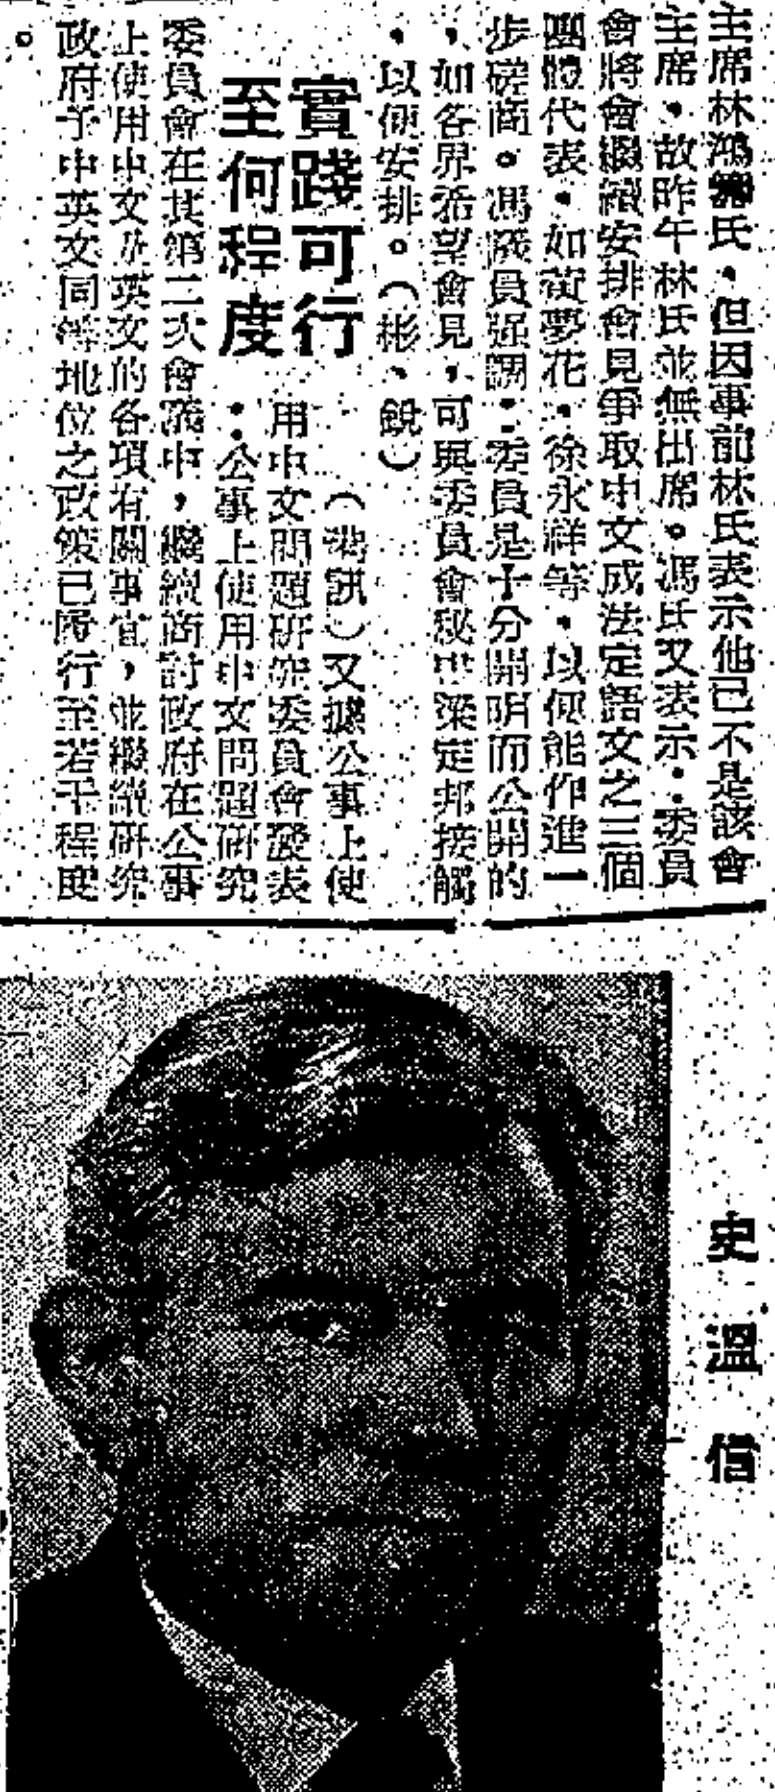 主席林鴻籌氏，但因事前林氏表示他已不是該會
主席，故昨午林氏並無出席。馮氏又表示：委員
會將會繼續安排會見爭取中文成法定語文之三個
團體代表，如黃夢花，徐永祥等，以便能作進一
步磋商。馮議員强調：委員是十分開明而公開的
，如各界希望會見，可與委員會秘書梁定邦接觸
，以便安排。（彬、銳）
實踐可行
至何程度
（港訊）又據公事上使
用中文問題研究委員會發表
：公事上使用中文問題研究
委員會在其第二次會議中，繼續商討政府在公事
上使用中文及英文的各項有關事宜，並繼續研究
政府予中英文同等地位之政策已履行至若干程度
。
史溫信